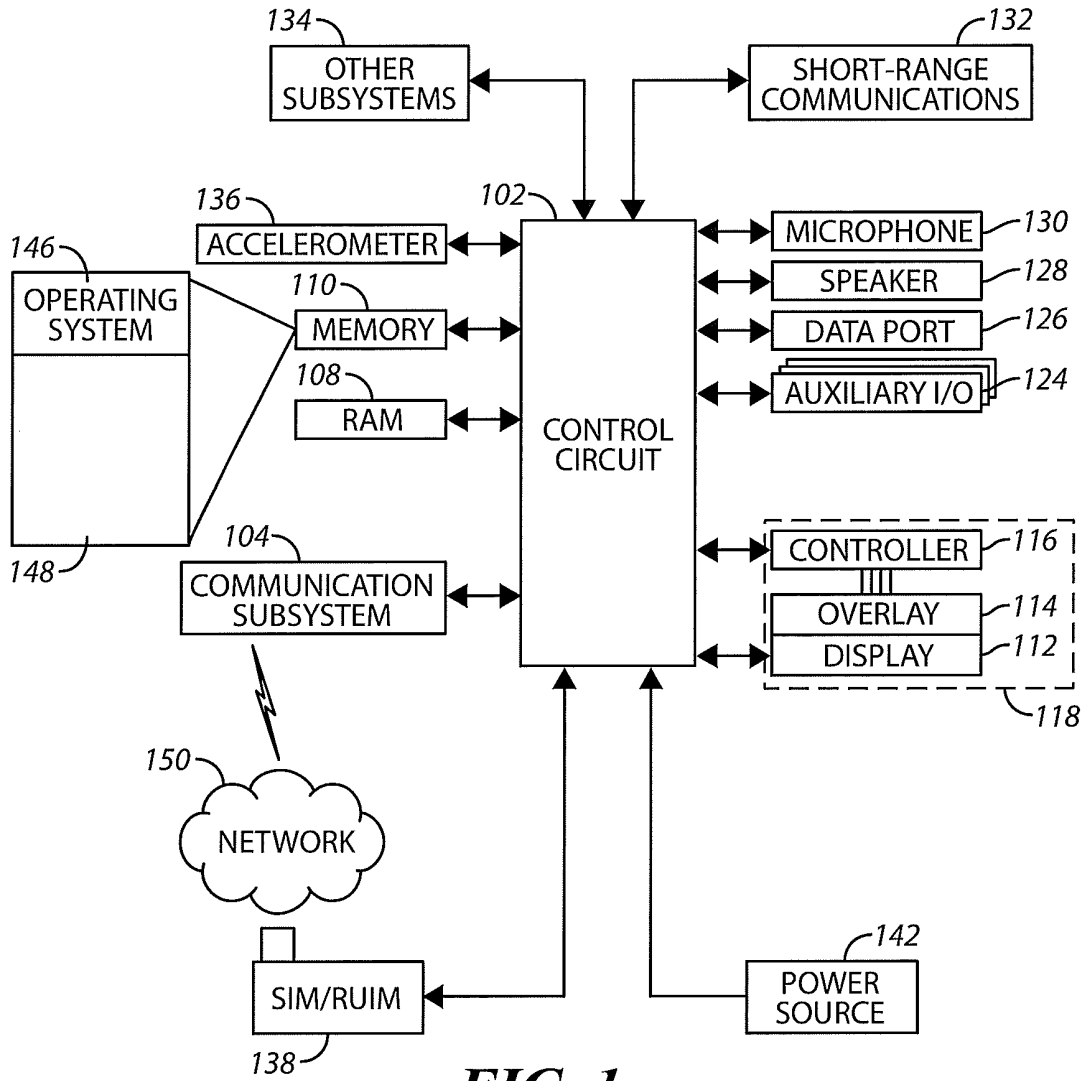 134
OTHER
SUBSYSTEMS
132
SHORT-RANGE
COMMUNICATIONS
102
CONTROL
CIRCUIT
136
ACCELEROMETER
146
OPERATING
SYSTEM
148
110
MEMORY
108
RAM
104
COMMUNICATION
SUBSYSTEM
MICROPHONE
130
SPEAKER
128
DATA PORT
126
AUXILIARY I/O
124
CONTROLLER
116
OVERLAY
114
DISPLAY
112
118
150
NETWORK
SIM/RUIM
138
142
POWER
SOURCE
FIG. 1